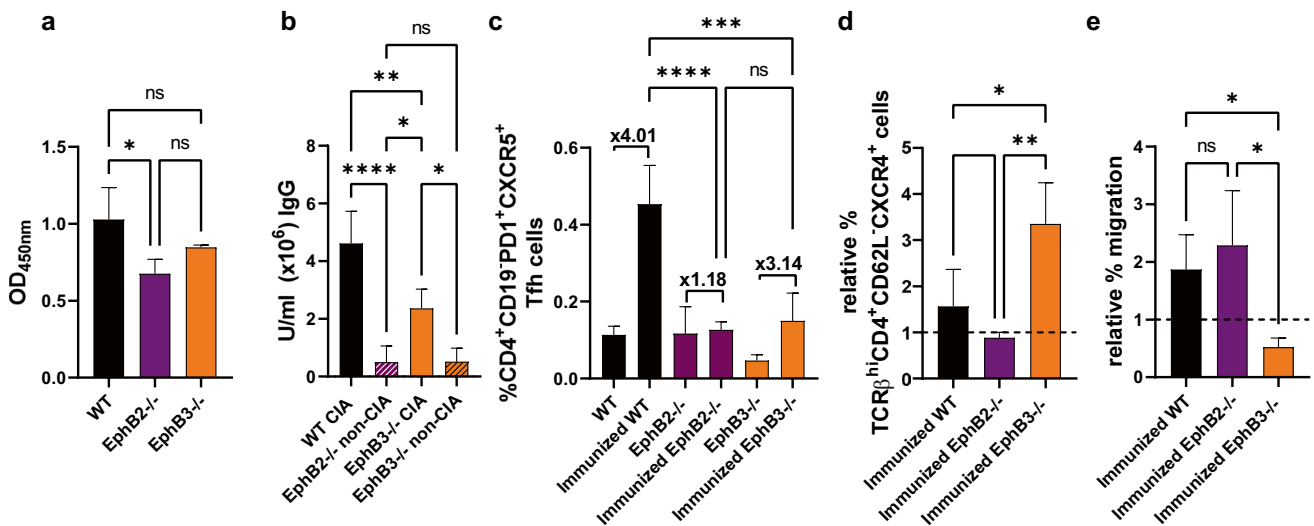 a
ns
*
ns
OD450nm
1.5
1.0
0.5
0.0
WT
EphB2-/-
EphB3-/-
b
ns
**
*
****
*
U/ml (x10⁶) IgG
8
6
4
2
0
WT CIA
EphB2-/- non-CIA
EphB3-/- CIA
EphB3-/- non-CIA
c
***
****
ns
x4.01
x1.18
x3.14
%CD4⁺CD19⁻PD1⁺CXCR5⁺
Tfh cells
0.6
0.4
0.2
0.0
WT
Immunized WT
EphB2-/-
Immunized EphB2-/-
EphB3-/-
Immunized EphB3-/-
d
*
**
relative %
TCRβʰⁱCD4⁺CD62L⁻CXCR4⁺ cells
5
4
3
2
1
0
Immunized WT
Immunized EphB2-/-
Immunized EphB3-/-
e
*
ns
*
relative % migration
4
3
2
1
0
Immunized WT
Immunized EphB2-/-
Immunized EphB3-/-